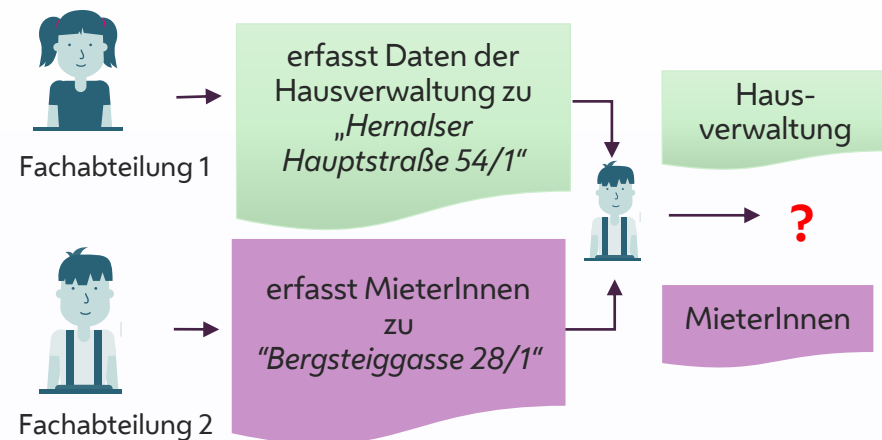 Fachabteilung 1
erfasst Daten der
Hausverwaltung zu
„Hernalser
Hauptstraße 54/1“
Haus-
verwaltung
?
Fachabteilung 2
erfasst MieterInnen
zu
“Bergsteiggasse 28/1“
MieterInnen